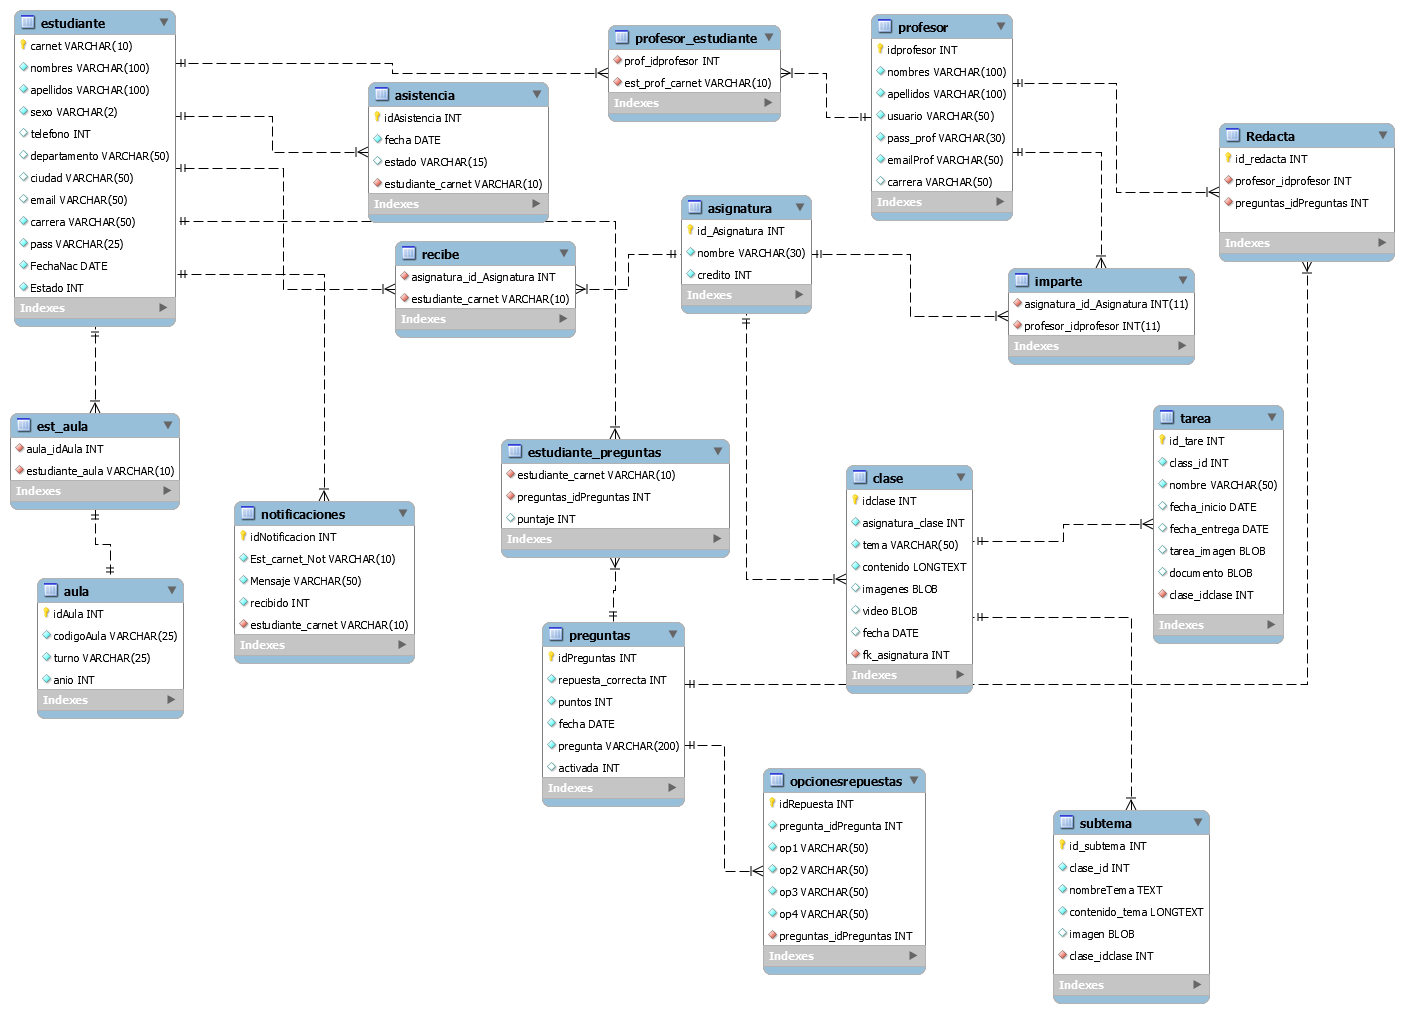 estudiante
carnet VARCHAR(10)
nombres VARCHAR(100)
apellidos VARCHAR(100)
sexo VARCHAR(2)
telefono INT
departamento VARCHAR(50)
ciudad VARCHAR(50)
email VARCHAR(50)
carrera VARCHAR(50)
pass VARCHAR(25)
FechaNac DATE
Estado INT
Indexes
asistencia
idAsistencia INT
fecha DATE
estado VARCHAR(15)
estudiante_carnet VARCHAR(10)
Indexes
profesor_estudiante
prof_idprofesor INT
est_prof_carnet VARCHAR(10)
Indexes
profesor
idprofesor INT
nombres VARCHAR(100)
apellidos VARCHAR(100)
usuario VARCHAR(50)
pass_prof VARCHAR(30)
emailProf VARCHAR(50)
carrera VARCHAR(50)
Indexes
Redacta
id_redacta INT
profesor_idprofesor INT
preguntas_idPreguntas INT
Indexes
recibe
asignatura_id_Asignatura INT
estudiante_carnet VARCHAR(10)
Indexes
asignatura
id_Asignatura INT
nombre VARCHAR(30)
credito INT
Indexes
imparte
asignatura_id_Asignatura INT(11)
profesor_idprofesor INT(11)
Indexes
est_aula
aula_idAula INT
estudiante_aula VARCHAR(10)
Indexes
notificaciones
idNotificacion INT
Est_carnet_Not VARCHAR(10)
Mensaje VARCHAR(50)
recibido INT
estudiante_carnet VARCHAR(10)
Indexes
estudiante_preguntas
estudiante_carnet VARCHAR(10)
preguntas_idPreguntas INT
puntaje INT
Indexes
clase
idclase INT
asignatura_clase INT
tema VARCHAR(50)
contenido LONGTEXT
imagenes BLOB
video BLOB
fecha DATE
fk_asignatura INT
Indexes
tarea
id_tare INT
class_id INT
nombre VARCHAR(50)
fecha_inicio DATE
fecha_entrega DATE
tarea_imagen BLOB
documento BLOB
clase_idclase INT
Indexes
aula
idAula INT
codigoAula VARCHAR(25)
turno VARCHAR(25)
anio INT
Indexes
preguntas
idPreguntas INT
repuesta_correcta INT
puntos INT
fecha DATE
pregunta VARCHAR(200)
activada INT
Indexes
opcionesrepuestas
idRepuesta INT
pregunta_idPregunta INT
op1 VARCHAR(50)
op2 VARCHAR(50)
op3 VARCHAR(50)
op4 VARCHAR(50)
preguntas_idPreguntas INT
Indexes
subtema
id_subtema INT
clase_id INT
nombreTema TEXT
contenido_tema LONGTEXT
imagen BLOB
clase_idclase INT
Indexes